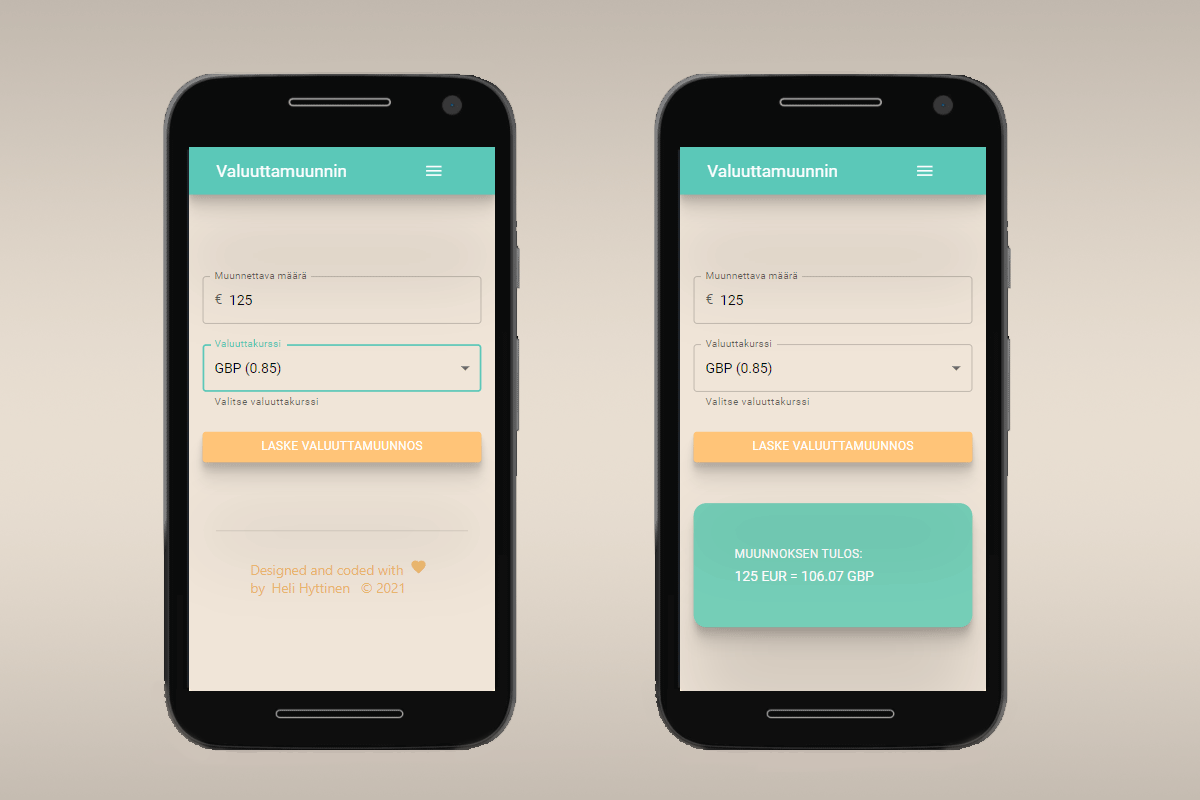 Valuuttamuunnin
Muunnettava määrä
€ 125
Valuuttakurssi
GBP (0.85)
Valitse valuuttakurssi
LASKE VALUUTTAMUUNNOS
Designed and coded with
by Heli Hyttinen © 2021
Valuuttamuunnin
Muunnettava määrä
€ 125
Valuuttakurssi
GBP (0.85)
Valitse valuuttakurssi
LASKE VALUUTTAMUUNNOS
MUUNNOKSEN TULOS:
125 EUR = 106.07 GBP